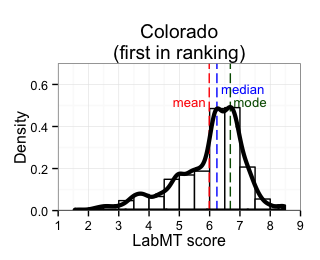 Colorado
(first in ranking)
0.6
median
mean
mode
0.4
0.2
0.0
Density
1 2 3 4 5 6 7 8 9
LabMT score